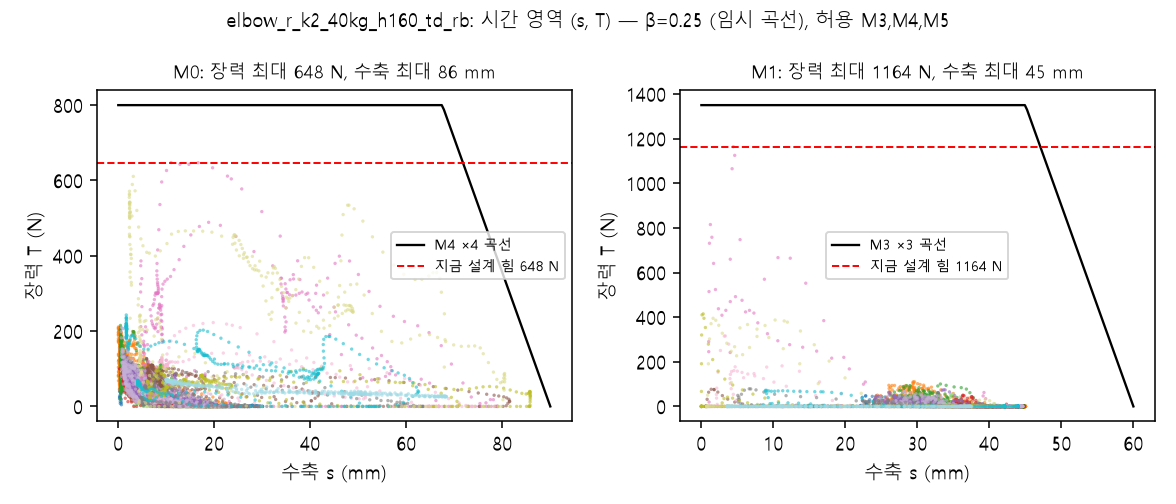 elbow_r_k2_40kg_h160_td_rb: 시간 영역 (s, T) — β=0.25 (임시 곡선), 허용 M3,M4,M5
M0: 장력 최대 648 N, 수축 최대 86 mm
800
600
400
200
0
장력 T (N)
M4 ×4 곡선
지금 설계 힘 648 N
0 20 40 60 80
수축 s (mm)
M1: 장력 최대 1164 N, 수축 최대 45 mm
1400
1200
1000
800
600
400
200
0
장력 T (N)
M3 ×3 곡선
지금 설계 힘 1164 N
0 10 20 30 40 50 60
수축 s (mm)